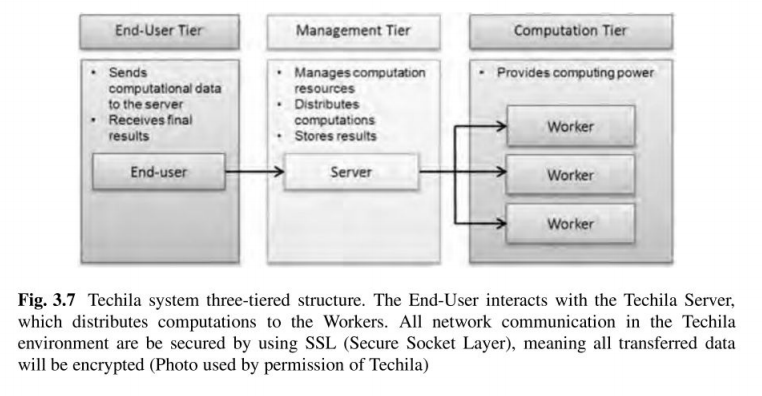 End-User Tier
Management Tier
Computation Tier
• Sends
computational data
to the server
• Receives final
results
• Manages computation
resources
• Distributes
computations
• Stores results
• Provides computing power
End-user
Server
Worker
Worker
Worker
Fig. 3.7 Techila system three-tiered structure. The End-User interacts with the Techila Server,
which distributes computations to the Workers. All network communication in the Techila
environment are be secured by using SSL (Secure Socket Layer), meaning all transferred data
will be encrypted (Photo used by permission of Techila)